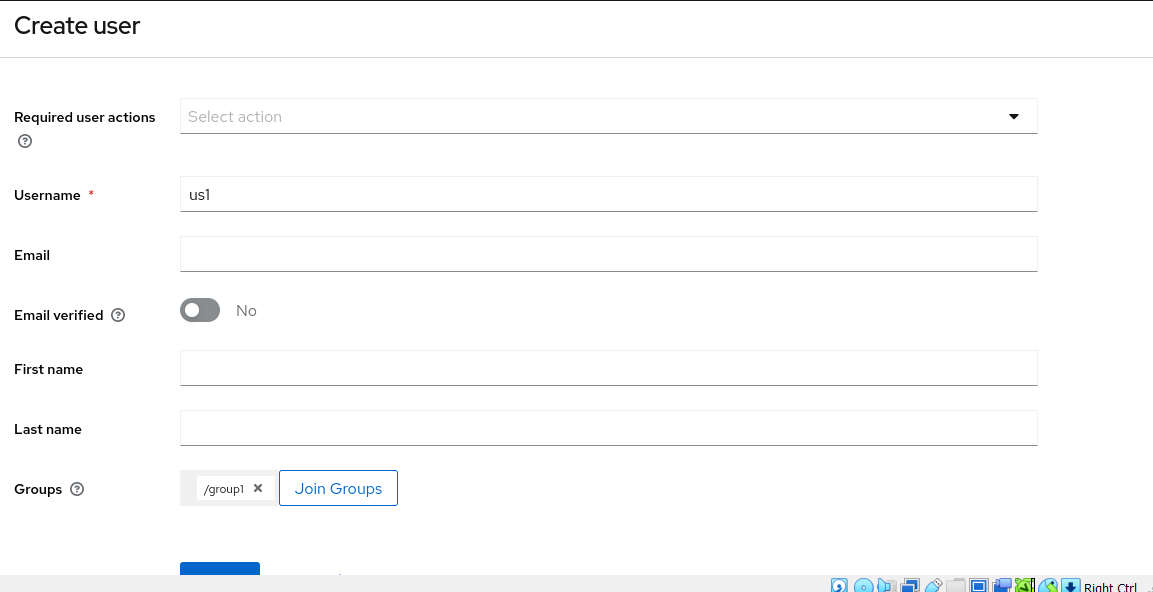 Create user
Required user actions
Select action
Username *
us1
Email
Email verified
No
First name
Last name
Groups
/group1
Join Groups
Right Ctrl